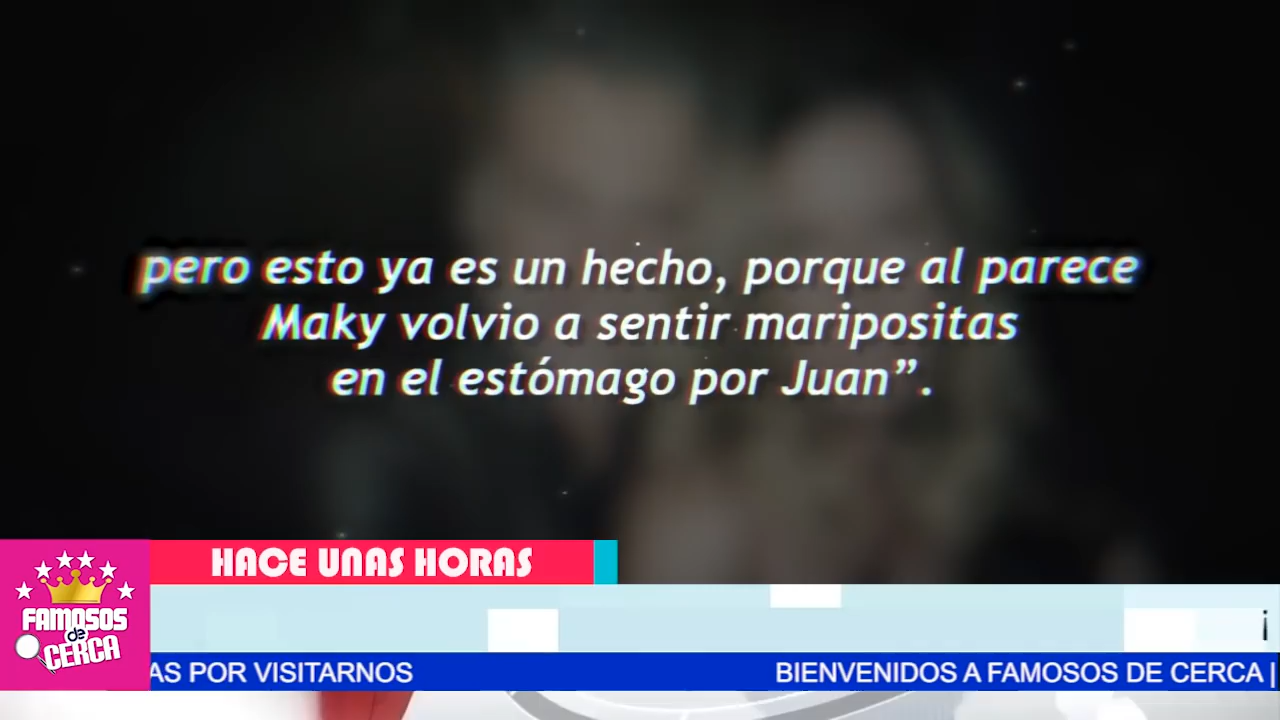 pero esto ya es un hecho, porque al parece
Maky volvio a sentir maripositas
en el estómago por Juan”.
HACE UNAS HORAS
FAMOSOS
de
CERCA
¡
AS POR VISITARNOS BIENVENIDOS A FAMOSOS DE CERCA |